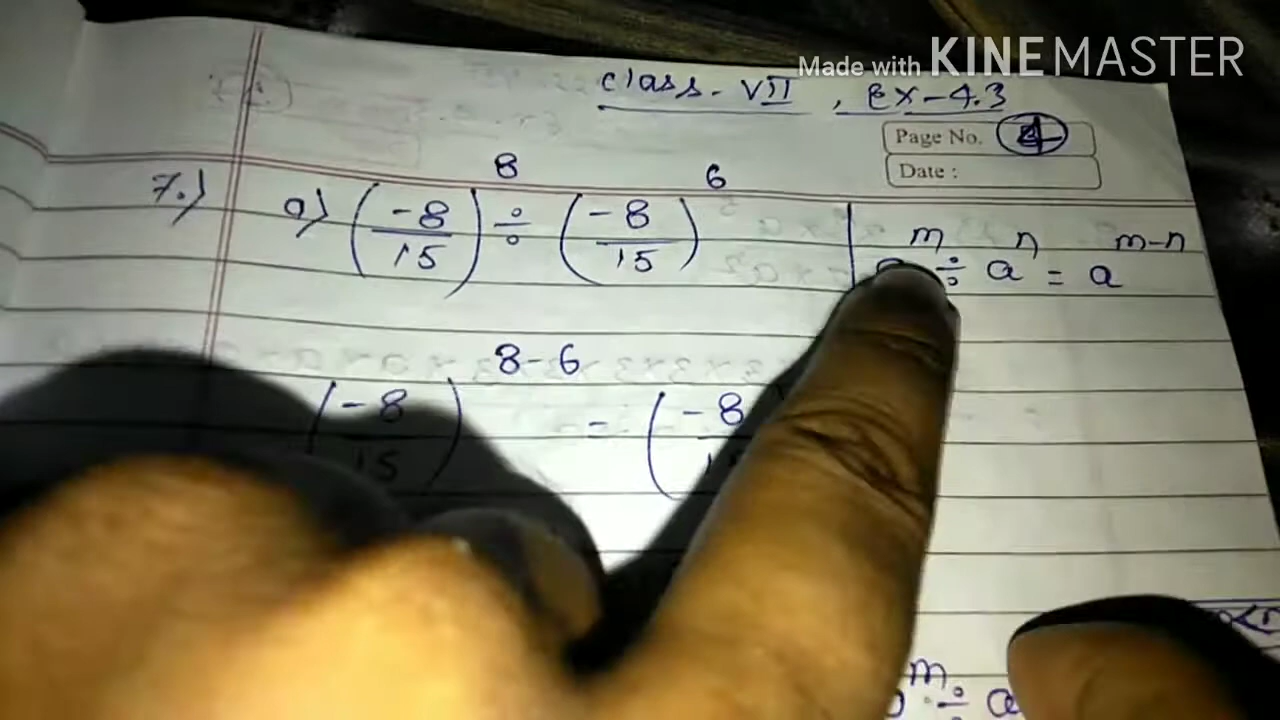 Made with KINEMASTER
class - VII , Ex-4.3
Page No. 4
Date :
7.) a) (-8/15)^8 ÷ (-8/15)^6
a^m ÷ a^n = a^m-n
(-8/15)^8-6 = (-8
m
÷ a